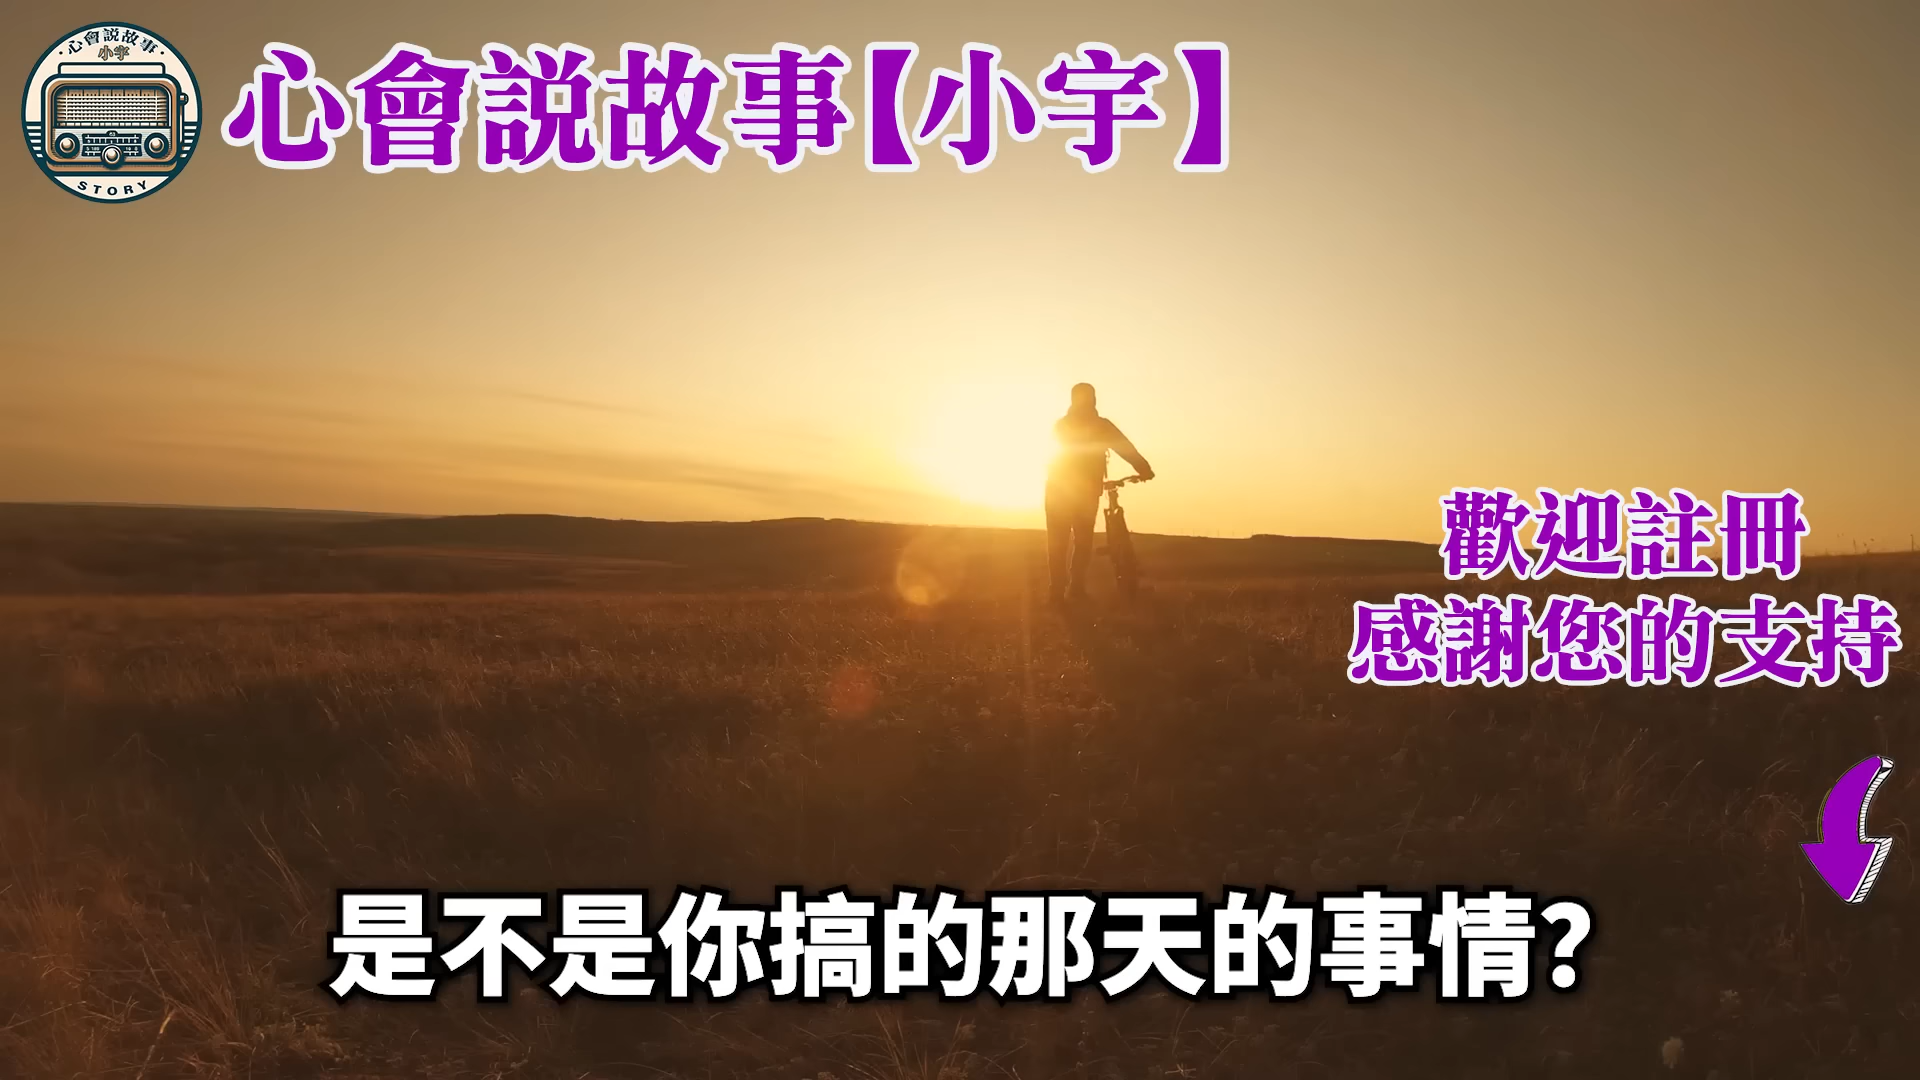 ·心會説故事·
小宇
STORY
心會説故事【小宇】
歡迎註冊
感謝您的支持
是不是你搞的那天的事情?